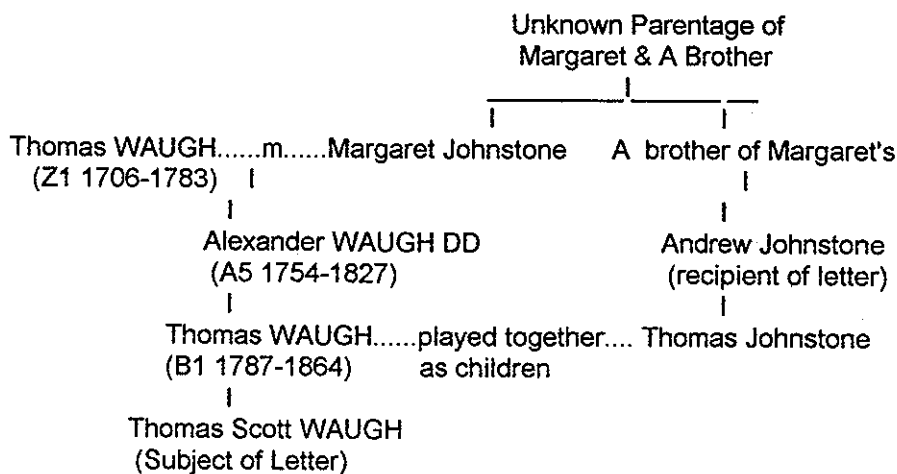 Unknown Parentage of
Margaret & A Brother
Thomas WAUGH......m......Margaret Johnstone A brother of Margaret's
(Z1 1706-1783)
Alexander WAUGH DD Andrew Johnstone
(A5 1754-1827) (recipient of letter)
Thomas WAUGH......played together.... Thomas Johnstone
(B1 1787-1864) as children
Thomas Scott WAUGH
(Subject of Letter)